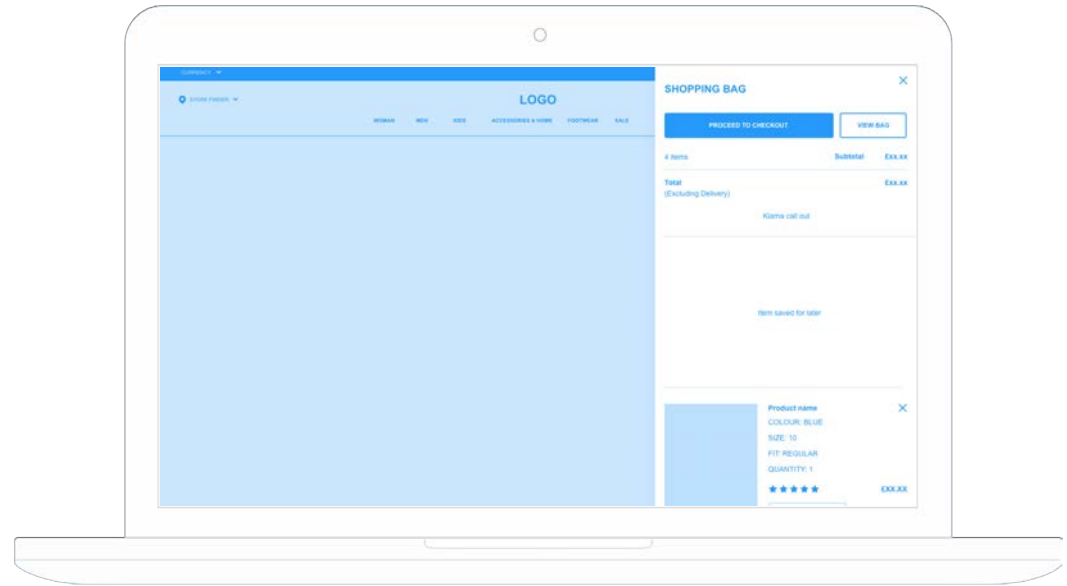 CURRENCY
STORE FINDER
LOGO
WOMAN MEN KIDS ACCESSORIES & HOME FOOTWEAR SALE
SHOPPING BAG
PROCEED TO CHECKOUT
VIEW BAG
4 items Subtotal £xx.xx
Total £xx.xx
(Excluding Delivery)
Klarna call out
Item saved for later
Product name
COLOUR: BLUE
SIZE: 10
FIT: REGULAR
QUANTITY: 1
£XX.XX